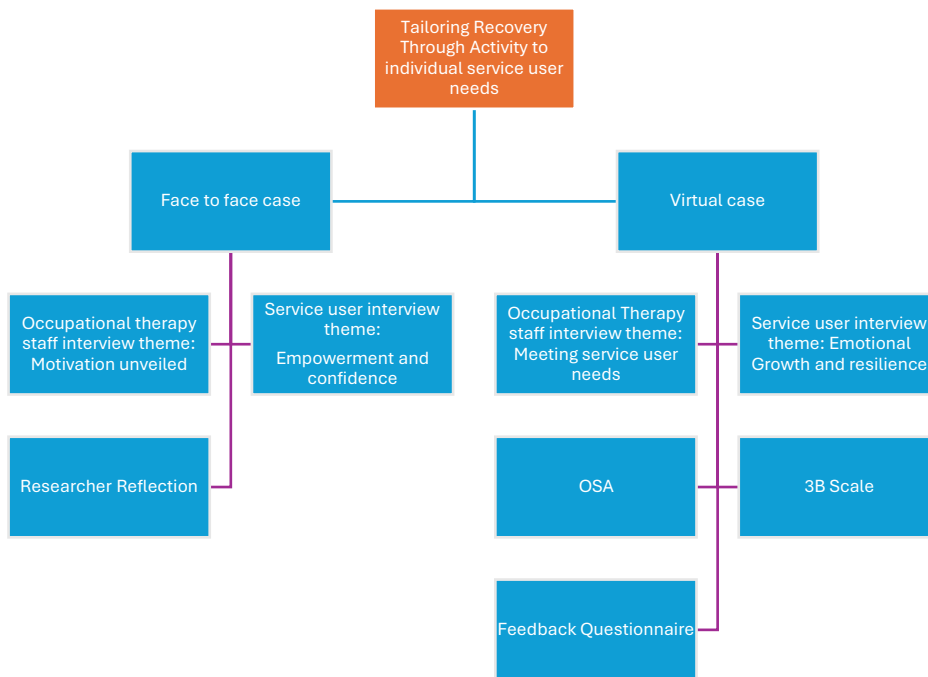 Tailoring Recovery
Through Activity to
individual service user
needs
Face to face case
Virtual case
Occupational therapy
staff interview theme:
Motivation unveiled
Service user interview
theme:
Empowerment and
confidence
Occupational Therapy
staff interview theme:
Meeting service user
needs
Service user interview
theme: Emotional
Growth and resilience
Researcher Reflection
OSA
3B Scale
Feedback Questionnaire